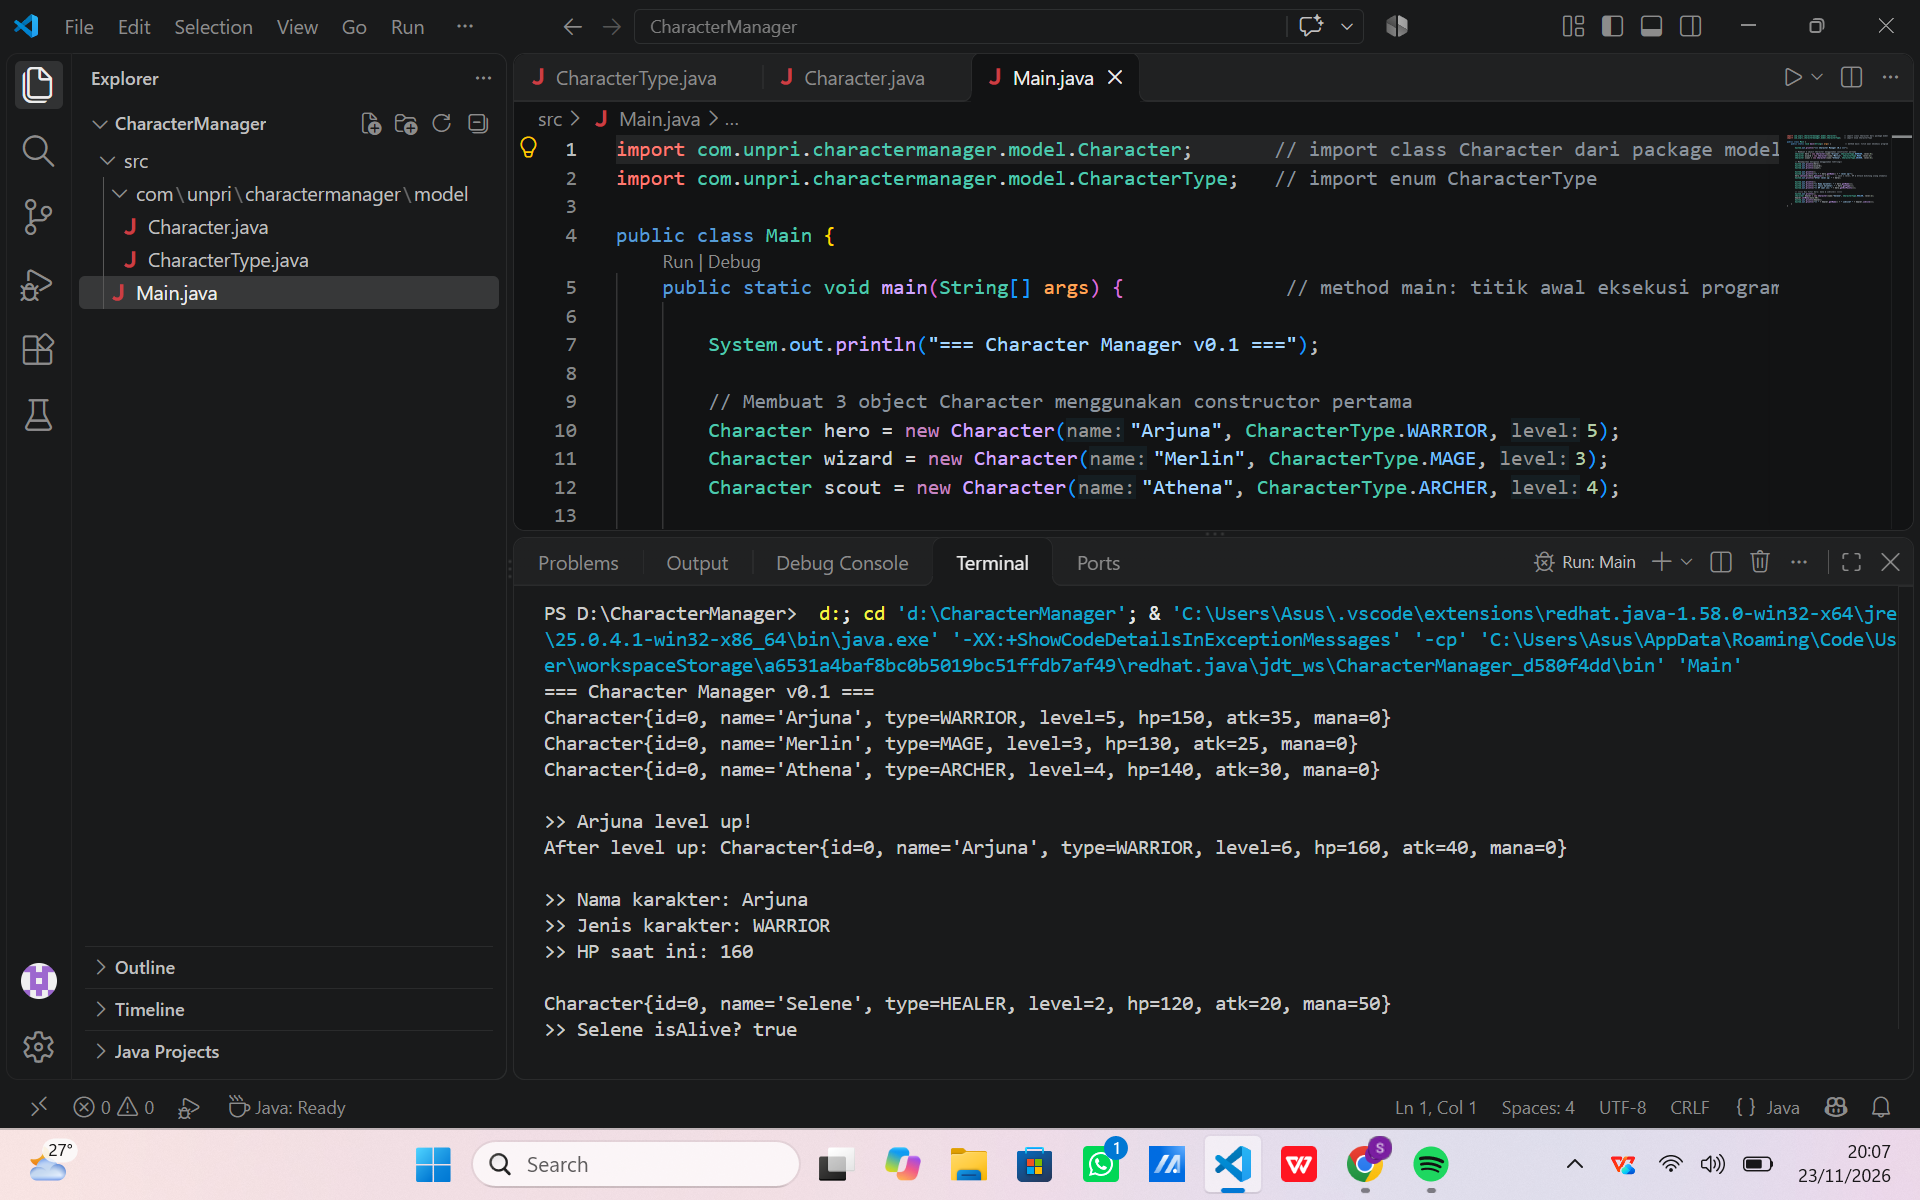 File Edit Selection View Go Run ···
CharacterManager
Explorer
CharacterManager
src
com\unpri\charactermanager\model
Character.java
CharacterType.java
Main.java
Outline
Timeline
Java Projects
CharacterType.java Character.java Main.java
src > Main.java > ...
1 import com.unpri.charactermanager.model.Character; // import class Character dari package model
2 import com.unpri.charactermanager.model.CharacterType; // import enum CharacterType
3
4 public class Main {
Run | Debug
5 public static void main(String[] args) { // method main: titik awal eksekusi program
6
7 System.out.println("=== Character Manager v0.1 ===");
8
9 // Membuat 3 object Character menggunakan constructor pertama
10 Character hero = new Character(name: "Arjuna", CharacterType.WARRIOR, level: 5);
11 Character wizard = new Character(name: "Merlin", CharacterType.MAGE, level: 3);
12 Character scout = new Character(name: "Athena", CharacterType.ARCHER, level: 4);
13
Problems Output Debug Console Terminal Ports
Run: Main
PS D:\CharacterManager>  d:; cd 'd:\CharacterManager'; & 'C:\Users\Asus\.vscode\extensions\redhat.java-1.58.0-win32-x64\jre
\25.0.4.1-win32-x86_64\bin\java.exe' '-XX:+ShowCodeDetailsInExceptionMessages' '-cp' 'C:\Users\Asus\AppData\Roaming\Code\Us
er\workspaceStorage\a6531a4baf8bc0b5019bc51ffdb7af49\redhat.java\jdt_ws\CharacterManager_d580f4dd\bin' 'Main'
=== Character Manager v0.1 ===
Character{id=0, name='Arjuna', type=WARRIOR, level=5, hp=150, atk=35, mana=0}
Character{id=0, name='Merlin', type=MAGE, level=3, hp=130, atk=25, mana=0}
Character{id=0, name='Athena', type=ARCHER, level=4, hp=140, atk=30, mana=0}
>> Arjuna level up!
After level up: Character{id=0, name='Arjuna', type=WARRIOR, level=6, hp=160, atk=40, mana=0}
>> Nama karakter: Arjuna
>> Jenis karakter: WARRIOR
>> HP saat ini: 160
Character{id=0, name='Selene', type=HEALER, level=2, hp=120, atk=20, mana=50}
>> Selene isAlive? true
0 0 Java: Ready
Ln 1, Col 1 Spaces: 4 UTF-8 CRLF {} Java
27°
Search
1
S
20:07
23/11/2026